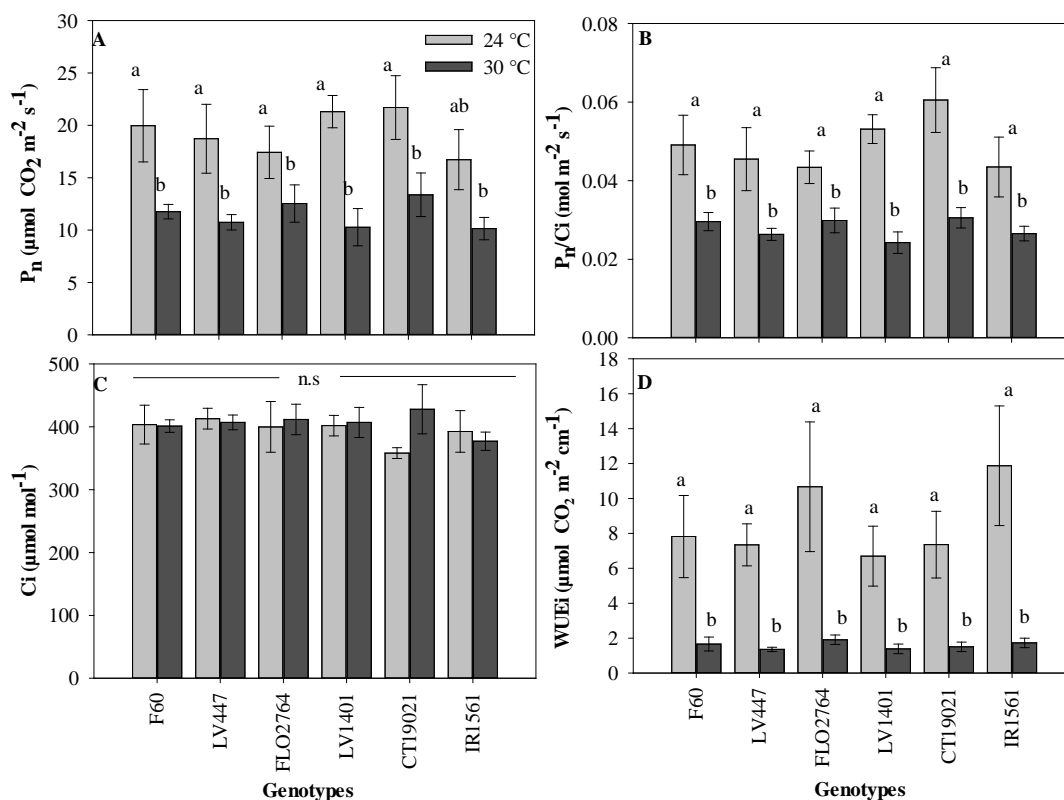 A
24 °C
30 °C
Pn (µmol CO2 m-2 s-1)
30
25
20
15
10
5
0
a
a
a
a
a
ab
b
b
b
b
b
b
B
Pn/Ci (mol m-2 s-1)
0.08
0.06
0.04
0.02
0.00
a
a
a
a
a
a
b
b
b
b
b
b
C
n.s
Ci (µmol mol-1)
500
400
300
200
100
0
F60
LV447
FLO2764
LV1401
CT19021
IR1561
Genotypes
D
WUEi (µmol CO2 m-2 cm-1)
18
16
14
12
10
8
6
4
2
0
a
a
a
a
a
a
b
b
b
b
b
b
F60
LV447
FLO2764
LV1401
CT19021
IR1561
Genotypes